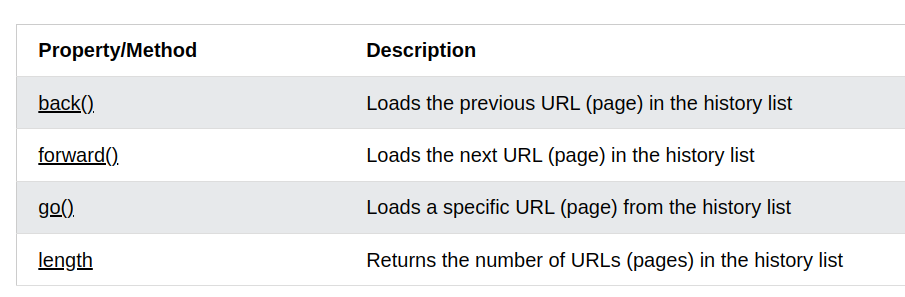 Property/Method Description
back() Loads the previous URL (page) in the history list
forward() Loads the next URL (page) in the history list
go() Loads a specific URL (page) from the history list
length Returns the number of URLs (pages) in the history list